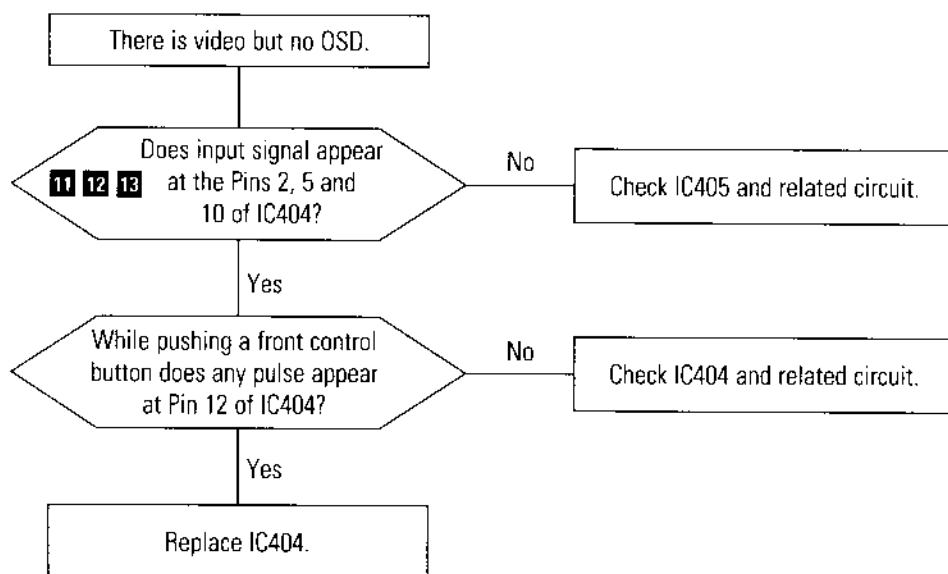 There is video but no OSD.
Does input signal appear
11 12 13 at the Pins 2, 5 and
10 of IC404?
No
Check IC405 and related circuit.
Yes
While pushing a front control
button does any pulse appear
at Pin 12 of IC404?
No
Check IC404 and related circuit.
Yes
Replace IC404.